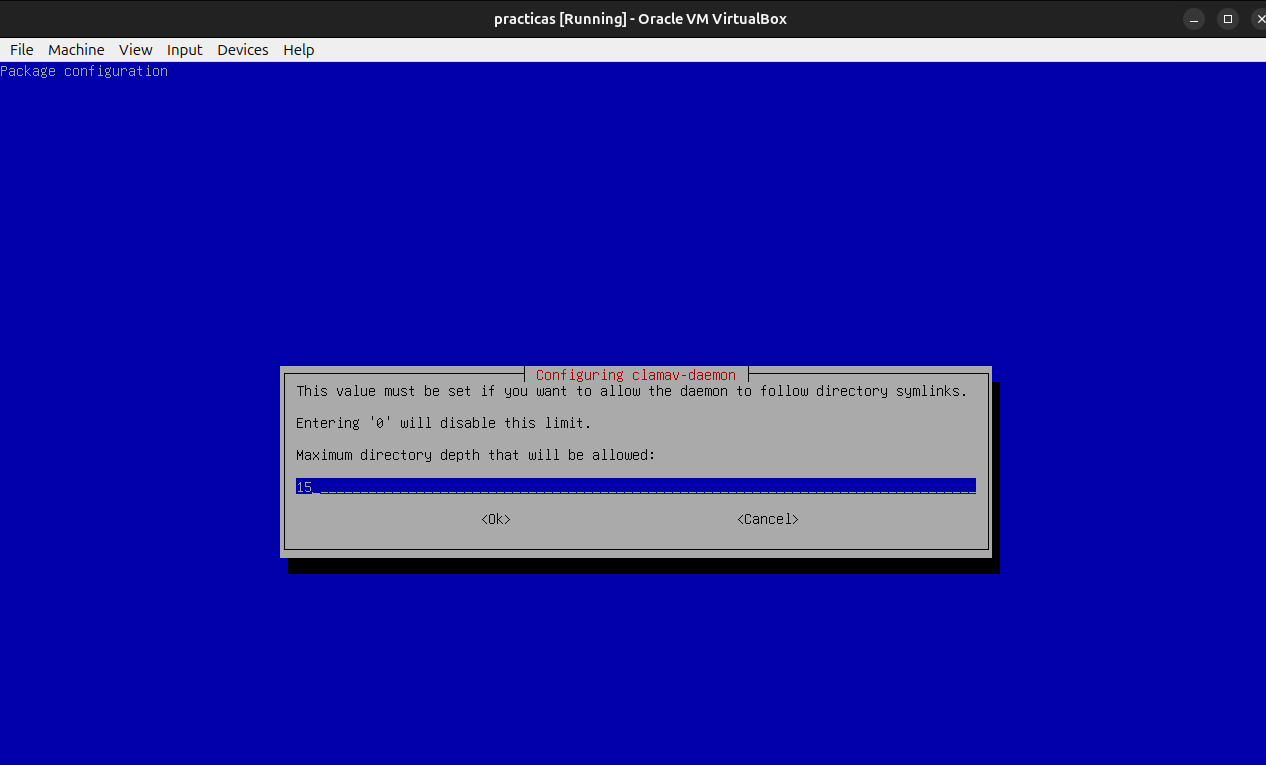 practicas [Running] - Oracle VM VirtualBox
File Machine View Input Devices Help
Package configuration
Configuring clamav-daemon
This value must be set if you want to allow the daemon to follow directory symlinks.
Entering '0' will disable this limit.
Maximum directory depth that will be allowed:
15
<Ok> <Cancel>